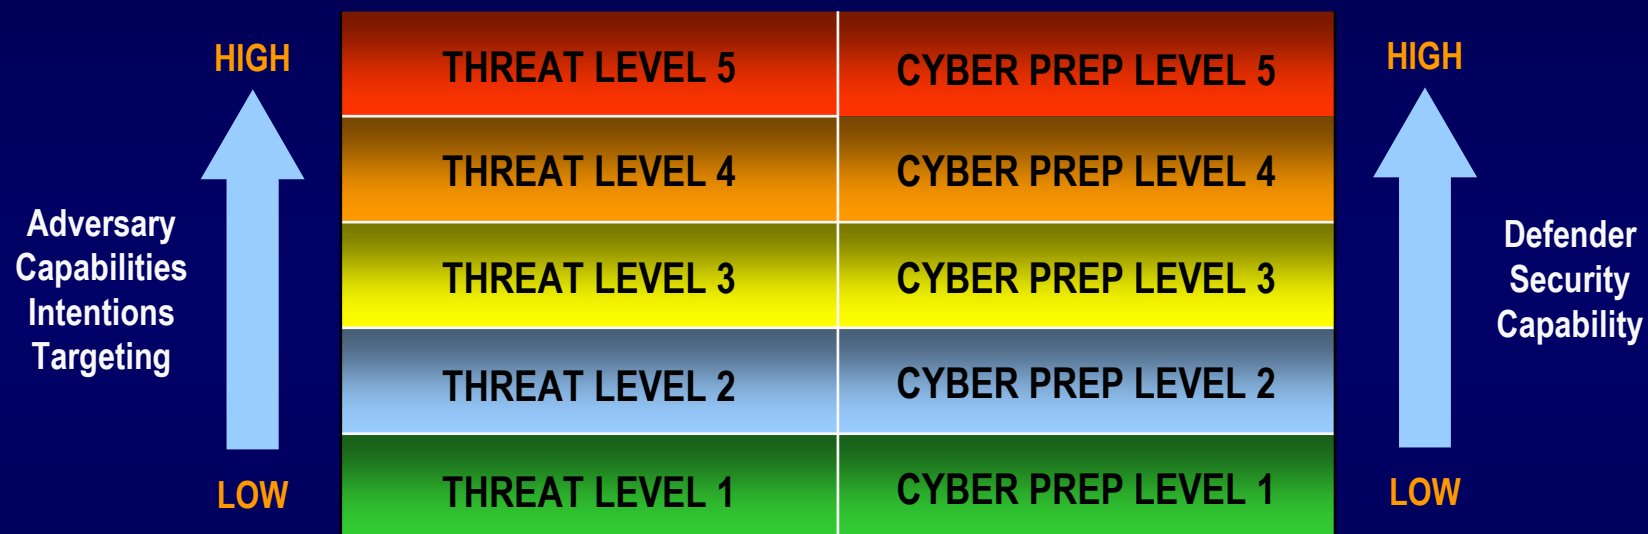 HIGH
Adversary
Capabilities
Intentions
Targeting
LOW
THREAT LEVEL 5
CYBER PREP LEVEL 5
THREAT LEVEL 4
CYBER PREP LEVEL 4
THREAT LEVEL 3
CYBER PREP LEVEL 3
THREAT LEVEL 2
CYBER PREP LEVEL 2
THREAT LEVEL 1
CYBER PREP LEVEL 1
HIGH
Defender
Security
Capability
LOW